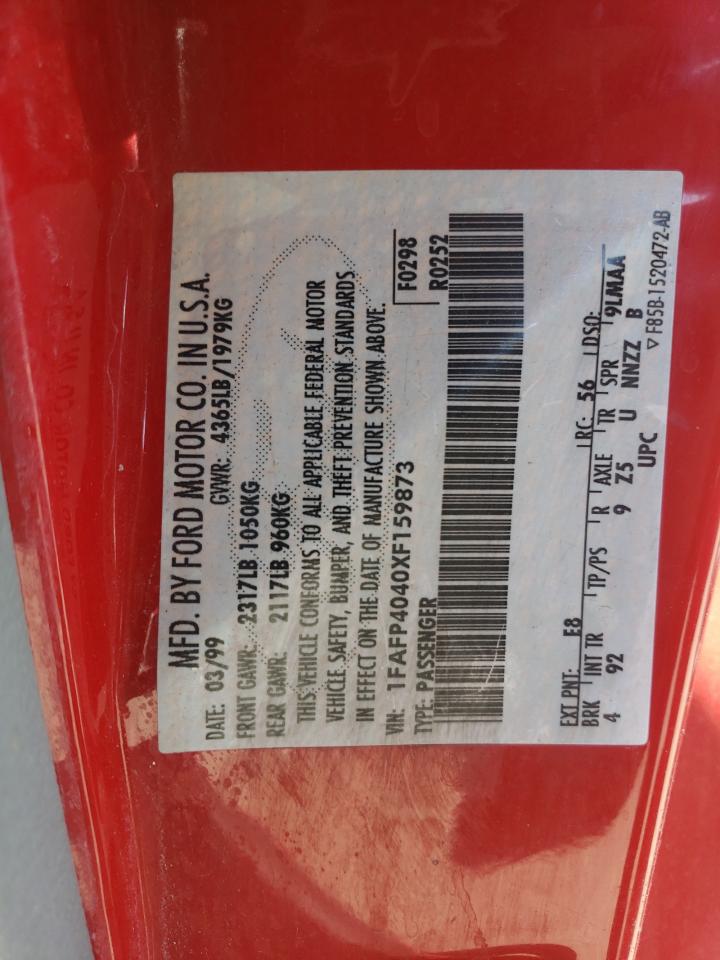 MFD. BY FORD MOTOR CO. IN U.S.A.
DATE: 03/99 GVWR: 4365LB/1979KG
FRONT GAWR: 2317LB 1050KG
REAR GAWR: 2117LB 960KG
THIS VEHICLE CONFORMS TO ALL APPLICABLE FEDERAL MOTOR
VEHICLE SAFETY, BUMPER, AND THEFT PREVENTION STANDARDS
IN EFFECT ON THE DATE OF MANUFACTURE SHOWN ABOVE.
VIN: 1FAFP4040XF159873 F0298
TYPE: PASSENGER R0252
EXT PNT: E8 RC: 56 DSO:
BRK INT TR TP/PS R AXLE TR SPR 9LMAA
4 92 9 Z5 U NNZZ B
UPC
▽ F85B-1520472-AB